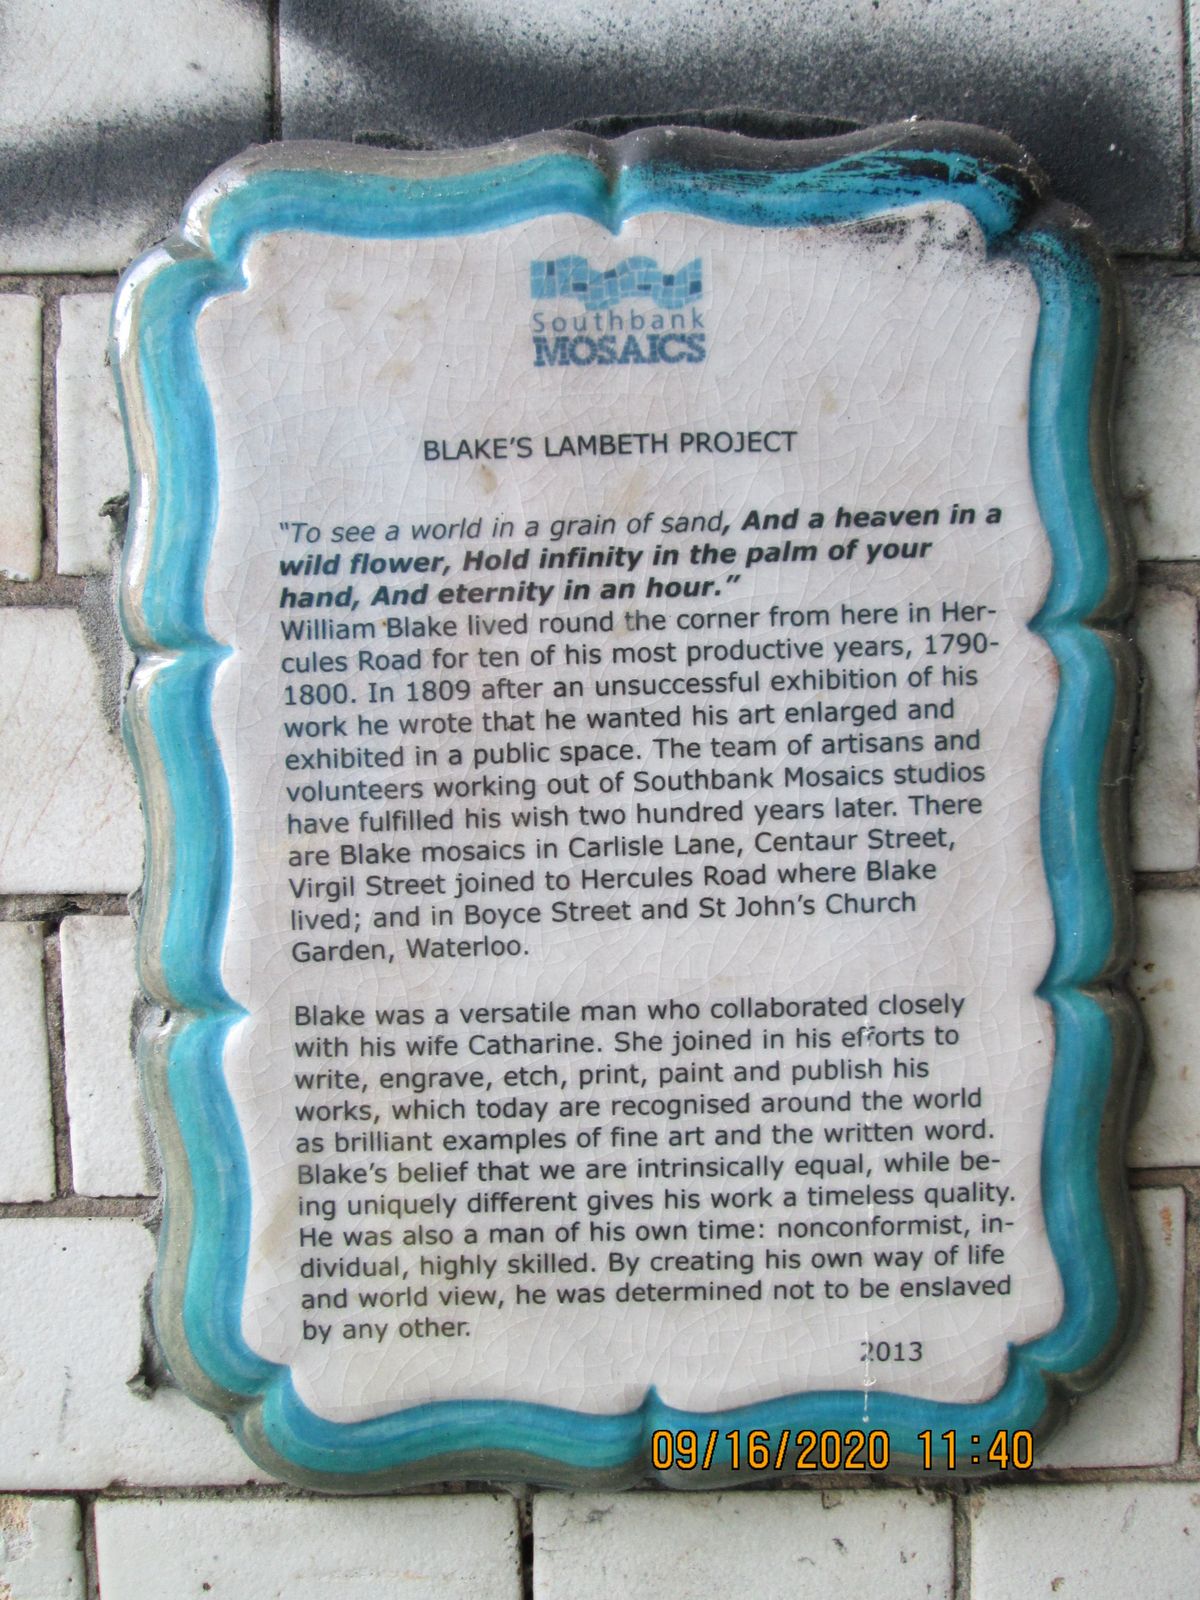 Southbank
MOSAICS
BLAKE'S LAMBETH PROJECT
"To see a world in a grain of sand, And a heaven in a
wild flower, Hold infinity in the palm of your
hand, And eternity in an hour."
William Blake lived round the corner from here in Her-
cules Road for ten of his most productive years, 1790-
1800. In 1809 after an unsuccessful exhibition of his
work he wrote that he wanted his art enlarged and
exhibited in a public space. The team of artisans and
volunteers working out of Southbank Mosaics studios
have fulfilled his wish two hundred years later. There
are Blake mosaics in Carlisle Lane, Centaur Street,
Virgil Street joined to Hercules Road where Blake
lived; and in Boyce Street and St John's Church
Garden, Waterloo.
Blake was a versatile man who collaborated closely
with his wife Catharine. She joined in his efforts to
write, engrave, etch, print, paint and publish his
works, which today are recognised around the world
as brilliant examples of fine art and the written word.
Blake's belief that we are intrinsically equal, while be-
ing uniquely different gives his work a timeless quality.
He was also a man of his own time: nonconformist, in-
dividual, highly skilled. By creating his own way of life
and world view, he was determined not to be enslaved
by any other.
2013
09/16/2020 11:40